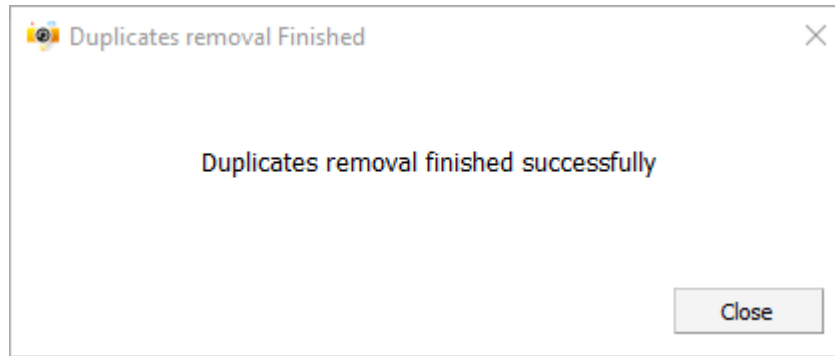 Duplicates removal Finished
Duplicates removal finished successfully
Close